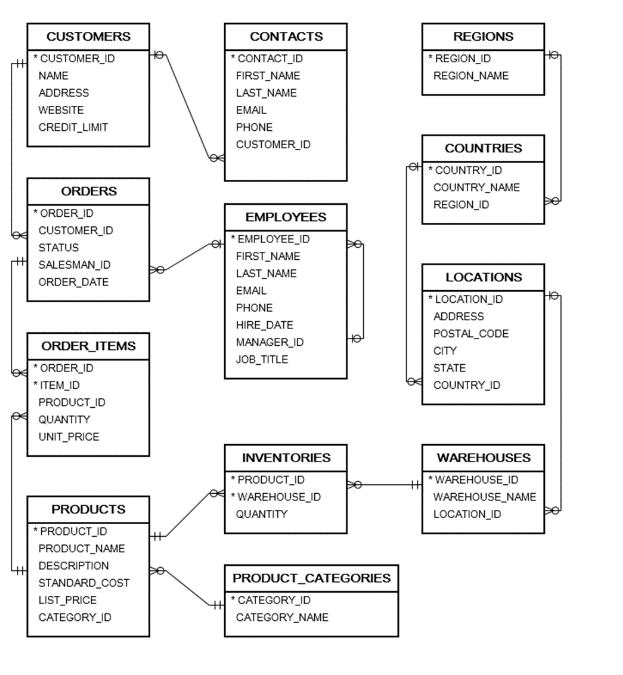 CUSTOMERS
* CUSTOMER_ID
NAME
ADDRESS
WEBSITE
CREDIT_LIMIT
CONTACTS
* CONTACT_ID
FIRST_NAME
LAST_NAME
EMAIL
PHONE
CUSTOMER_ID
REGIONS
* REGION_ID
REGION_NAME
COUNTRIES
* COUNTRY_ID
COUNTRY_NAME
REGION_ID
ORDERS
* ORDER_ID
CUSTOMER_ID
STATUS
SALESMAN_ID
ORDER_DATE
EMPLOYEES
* EMPLOYEE_ID
FIRST_NAME
LAST_NAME
EMAIL
PHONE
HIRE_DATE
MANAGER_ID
JOB_TITLE
LOCATIONS
* LOCATION_ID
ADDRESS
POSTAL_CODE
CITY
STATE
COUNTRY_ID
ORDER_ITEMS
* ORDER_ID
* ITEM_ID
PRODUCT_ID
QUANTITY
UNIT_PRICE
INVENTORIES
* PRODUCT_ID
* WAREHOUSE_ID
QUANTITY
WAREHOUSES
* WAREHOUSE_ID
WAREHOUSE_NAME
LOCATION_ID
PRODUCTS
* PRODUCT_ID
PRODUCT_NAME
DESCRIPTION
STANDARD_COST
LIST_PRICE
CATEGORY_ID
PRODUCT_CATEGORIES
* CATEGORY_ID
CATEGORY_NAME